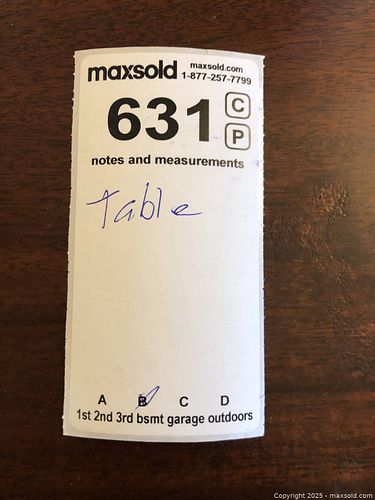 maxsold maxsold.com
1-877-257-7799
631 C
P
notes and measurements
Table
A B C D
1st 2nd 3rd bsmt garage outdoors
Copyright 2025 - maxsold.com